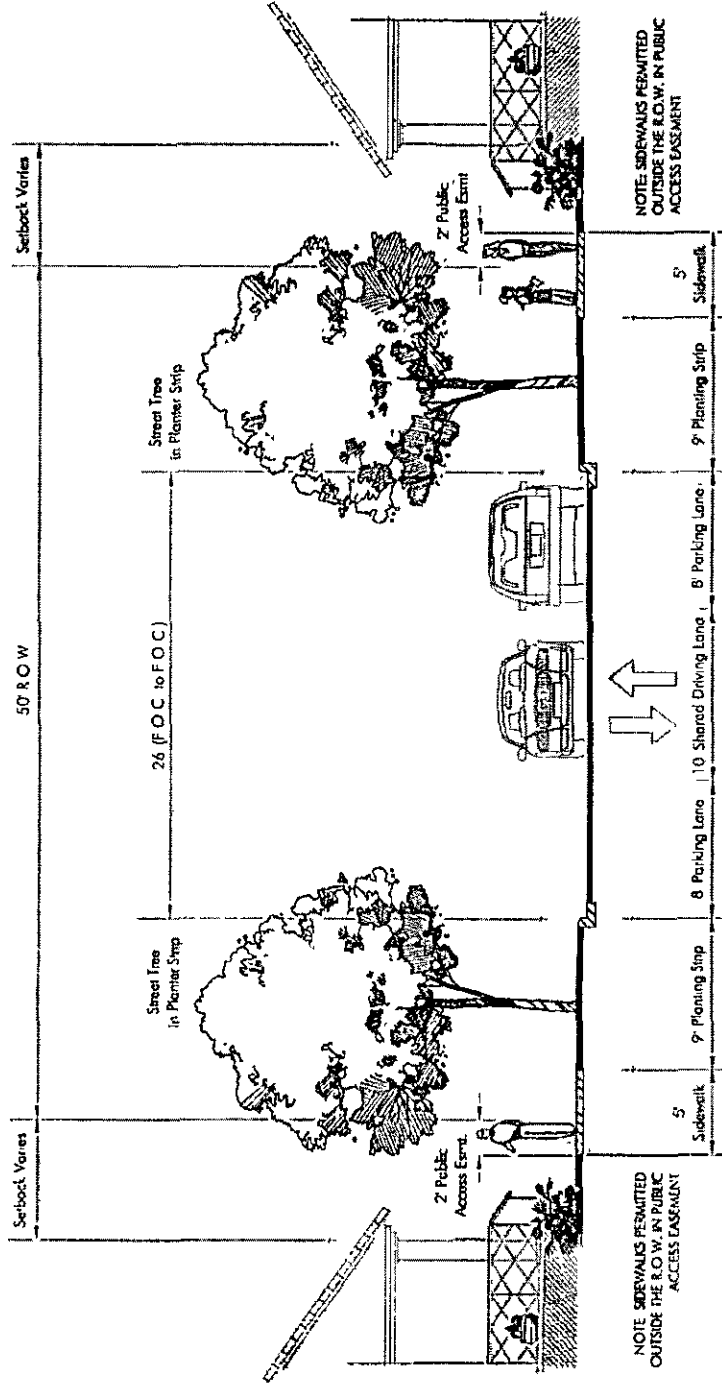 50' R O W
Setback Varies
Setback Varies
26 (F O C to F O C)
Street Tree
in Planter Strip
Street Tree
in Planter Strip
2' Public
Access Esmt.
2' Public
Access Esmt
5'
Sidewalk
9' Planting Strip
8 Parking Lane
10 Shared Driving Lane
8' Parking Lane
9' Planting Strip
5'
Sidewalk
NOTE SIDEWALKS PERMITTED
OUTSIDE THE R.O.W. IN PUBLIC
ACCESS EASEMENT
NOTE: SIDEWALKS PERMITTED
OUTSIDE THE R.O.W. IN PUBLIC
ACCESS EASEMENT